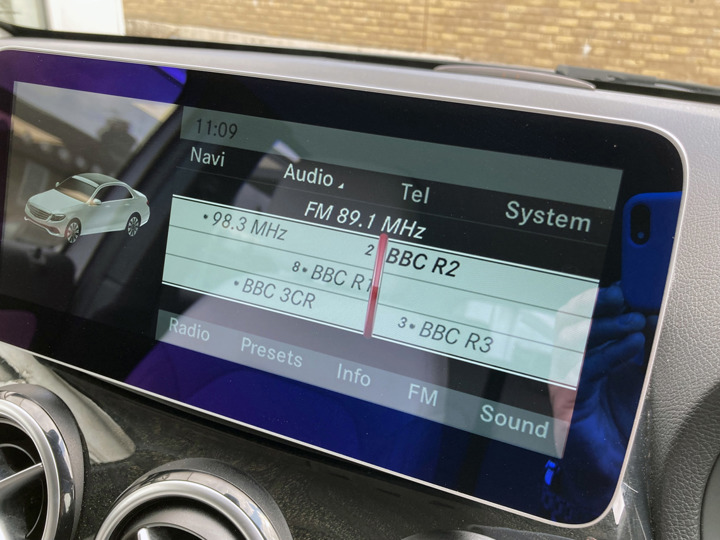 11:09
Navi Audio Tel System
FM 89.1 MHz
•98.3 MHz
2 BBC R2
8•BBC R1
•BBC 3CR
3•BBC R3
Radio Presets Info FM Sound